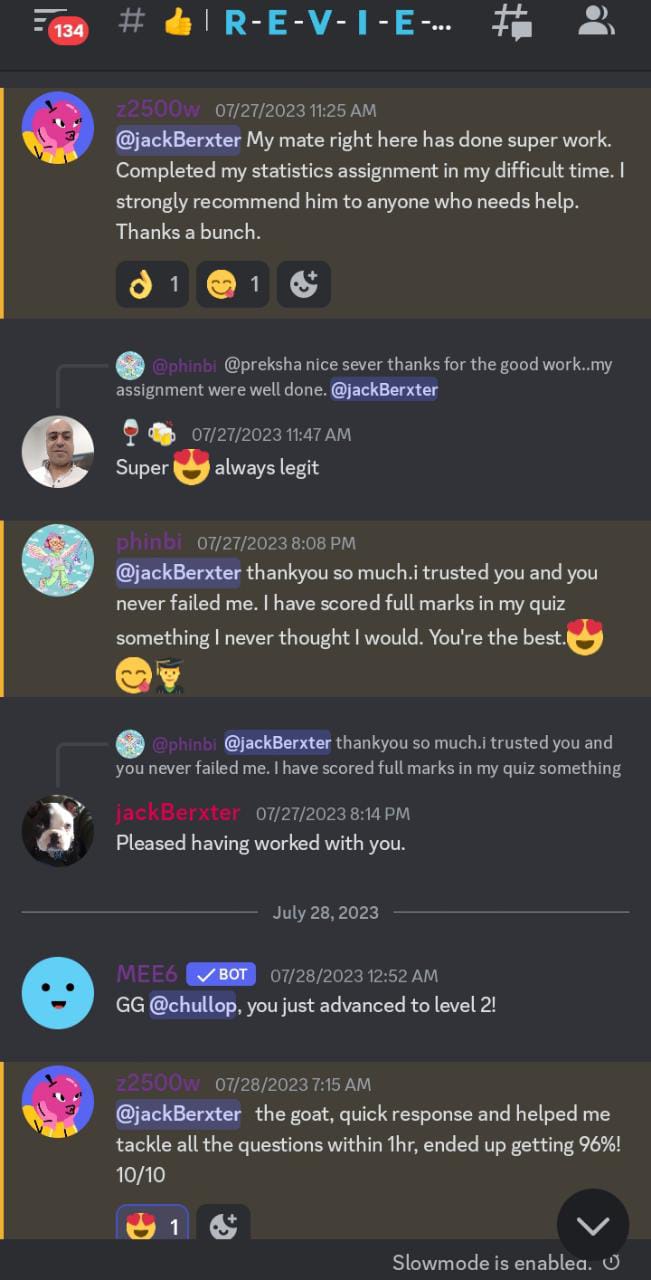 134
# 👍 | R-E-V-I-E-...
z2500w 07/27/2023 11:25 AM
@jackBerxter My mate right here has done super work.
Completed my statistics assignment in my difficult time. I
strongly recommend him to anyone who needs help.
Thanks a bunch.
👌 1 😋 1
@phinbi @preksha nice sever thanks for the good work..my
assignment were well done. @jackBerxter
🍷🍻 07/27/2023 11:47 AM
Super 😍 always legit
phinbi 07/27/2023 8:08 PM
@jackBerxter thankyou so much.i trusted you and you
never failed me. I have scored full marks in my quiz
something I never thought I would. You're the best.😍
😋👨‍🎓
@phinbi @jackBerxter thankyou so much.i trusted you and
you never failed me. I have scored full marks in my quiz something
jackBerxter 07/27/2023 8:14 PM
Pleased having worked with you.
July 28, 2023
MEE6 ✓ BOT 07/28/2023 12:52 AM
GG @chullop, you just advanced to level 2!
z2500w 07/28/2023 7:15 AM
@jackBerxter the goat, quick response and helped me
tackle all the questions within 1hr, ended up getting 96%!
10/10
😍 1
Slowmode is enabled.